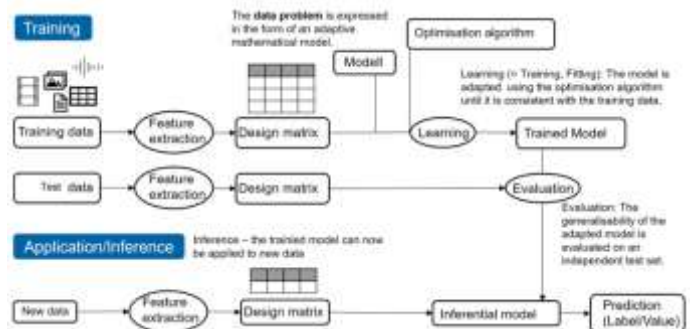 Training
The data problem is expressed
in the form of an adaptive
mathematical model.
Optimisation algorithm
Modell
Learning (= Training, Fitting): The model is
adapted using the optimisation algorithm
until it is consistent with the training data.
Training data
Feature
extraction
Design matrix
Learning
Trained Model
Test data
Feature
extraction
Design matrix
Evaluation
Evaluation: The
generalisability of the
adapted model is
evaluated on an
independent test set.
Application/Inference
Inference – the trained model can now
be applied to new data
New data
Feature
extraction
Design matrix
Inferential model
Prediction
(Label/Value)